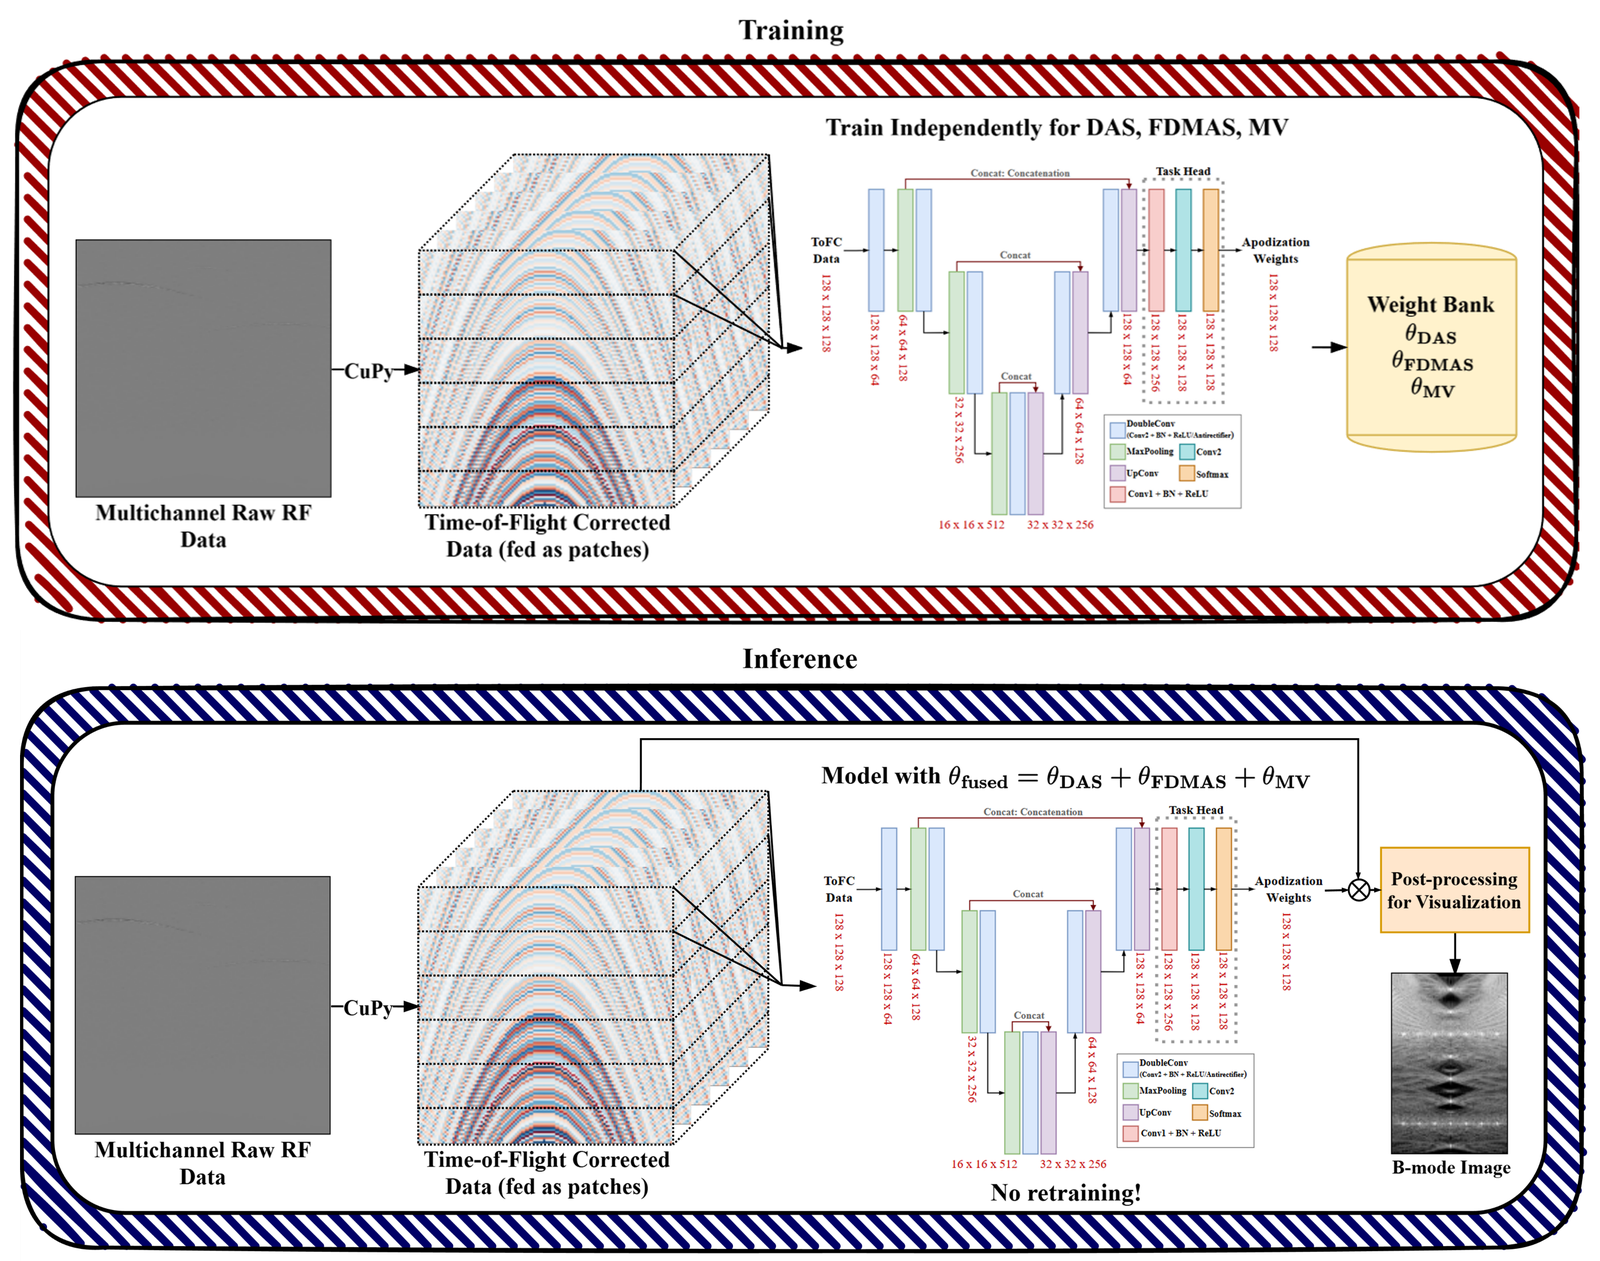 Training
Train Independently for DAS, FDMAS, MV
Concat: Concatenation
Task Head
ToFC
Data
128 x 128 x 128
Concat
Apodization
Weights
128 x 128 x 128
128 x 128 x 64
64 x 64 x 128
128 x 128 x 64
128 x 128 x 256
128 x 128 x 128
128 x 128 x 128
Weight Bank
θDAS
θFDMAS
θMV
CuPy
Concat
32 x 32 x 256
64 x 64 x 128
DoubleConv
(Conv2 + BN + ReLU/Antirectifier)
MaxPooling
Conv2
UpConv
Softmax
Conv1 + BN + ReLU
16 x 16 x 512
32 x 32 x 256
Multichannel Raw RF
Data
Time-of-Flight Corrected
Data (fed as patches)
Inference
Model with θfused = θDAS + θFDMAS + θMV
Concat: Concatenation
Task Head
ToFC
Data
128 x 128 x 128
Concat
Apodization
Weights
128 x 128 x 128
Post-processing
for Visualization
128 x 128 x 64
64 x 64 x 128
128 x 128 x 64
128 x 128 x 256
128 x 128 x 128
128 x 128 x 128
CuPy
Concat
32 x 32 x 256
64 x 64 x 128
DoubleConv
(Conv2 + BN + ReLU/Antirectifier)
MaxPooling
Conv2
UpConv
Softmax
Conv1 + BN + ReLU
16 x 16 x 512
32 x 32 x 256
Multichannel Raw RF
Data
Time-of-Flight Corrected
Data (fed as patches)
No retraining!
B-mode Image